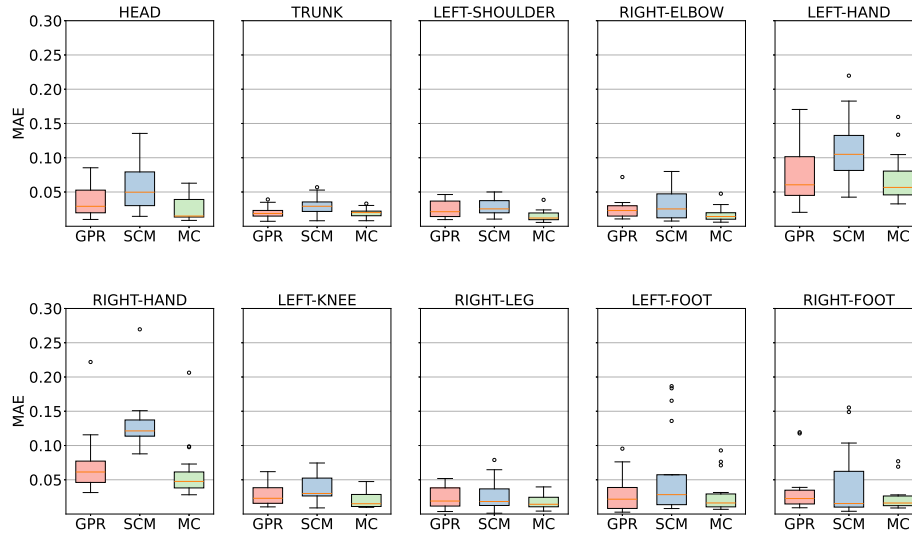 HEAD TRUNK LEFT-SHOULDER RIGHT-ELBOW LEFT-HAND
0.30
0.25
0.20
0.15
0.10
0.05
MAE
GPR SCM MC GPR SCM MC GPR SCM MC GPR SCM MC GPR SCM MC
RIGHT-HAND LEFT-KNEE RIGHT-LEG LEFT-FOOT RIGHT-FOOT
0.30
0.25
0.20
0.15
0.10
0.05
MAE
GPR SCM MC GPR SCM MC GPR SCM MC GPR SCM MC GPR SCM MC